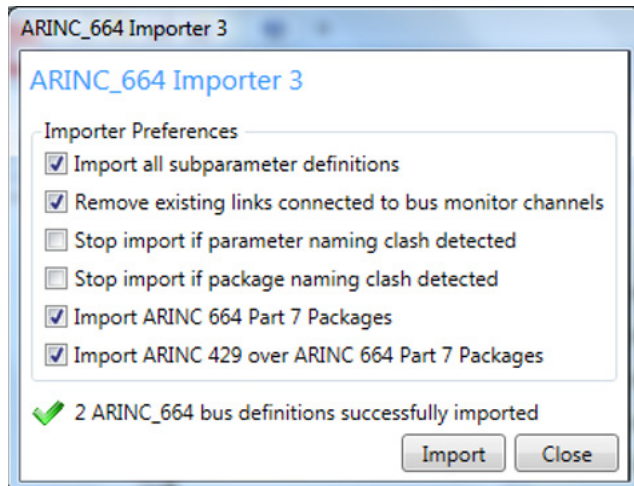 ARINC_664 Importer 3
ARINC_664 Importer 3
Importer Preferences
Import all subparameter definitions
Remove existing links connected to bus monitor channels
Stop import if parameter naming clash detected
Stop import if package naming clash detected
Import ARINC 664 Part 7 Packages
Import ARINC 429 over ARINC 664 Part 7 Packages
2 ARINC_664 bus definitions successfully imported
Import Close